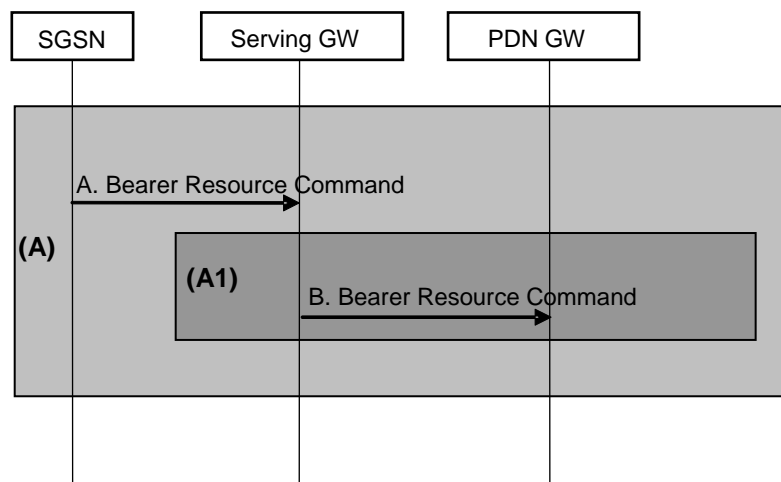 SGSN
Serving GW
PDN GW
A. Bearer Resource Command
(A)
(A1)
B. Bearer Resource Command